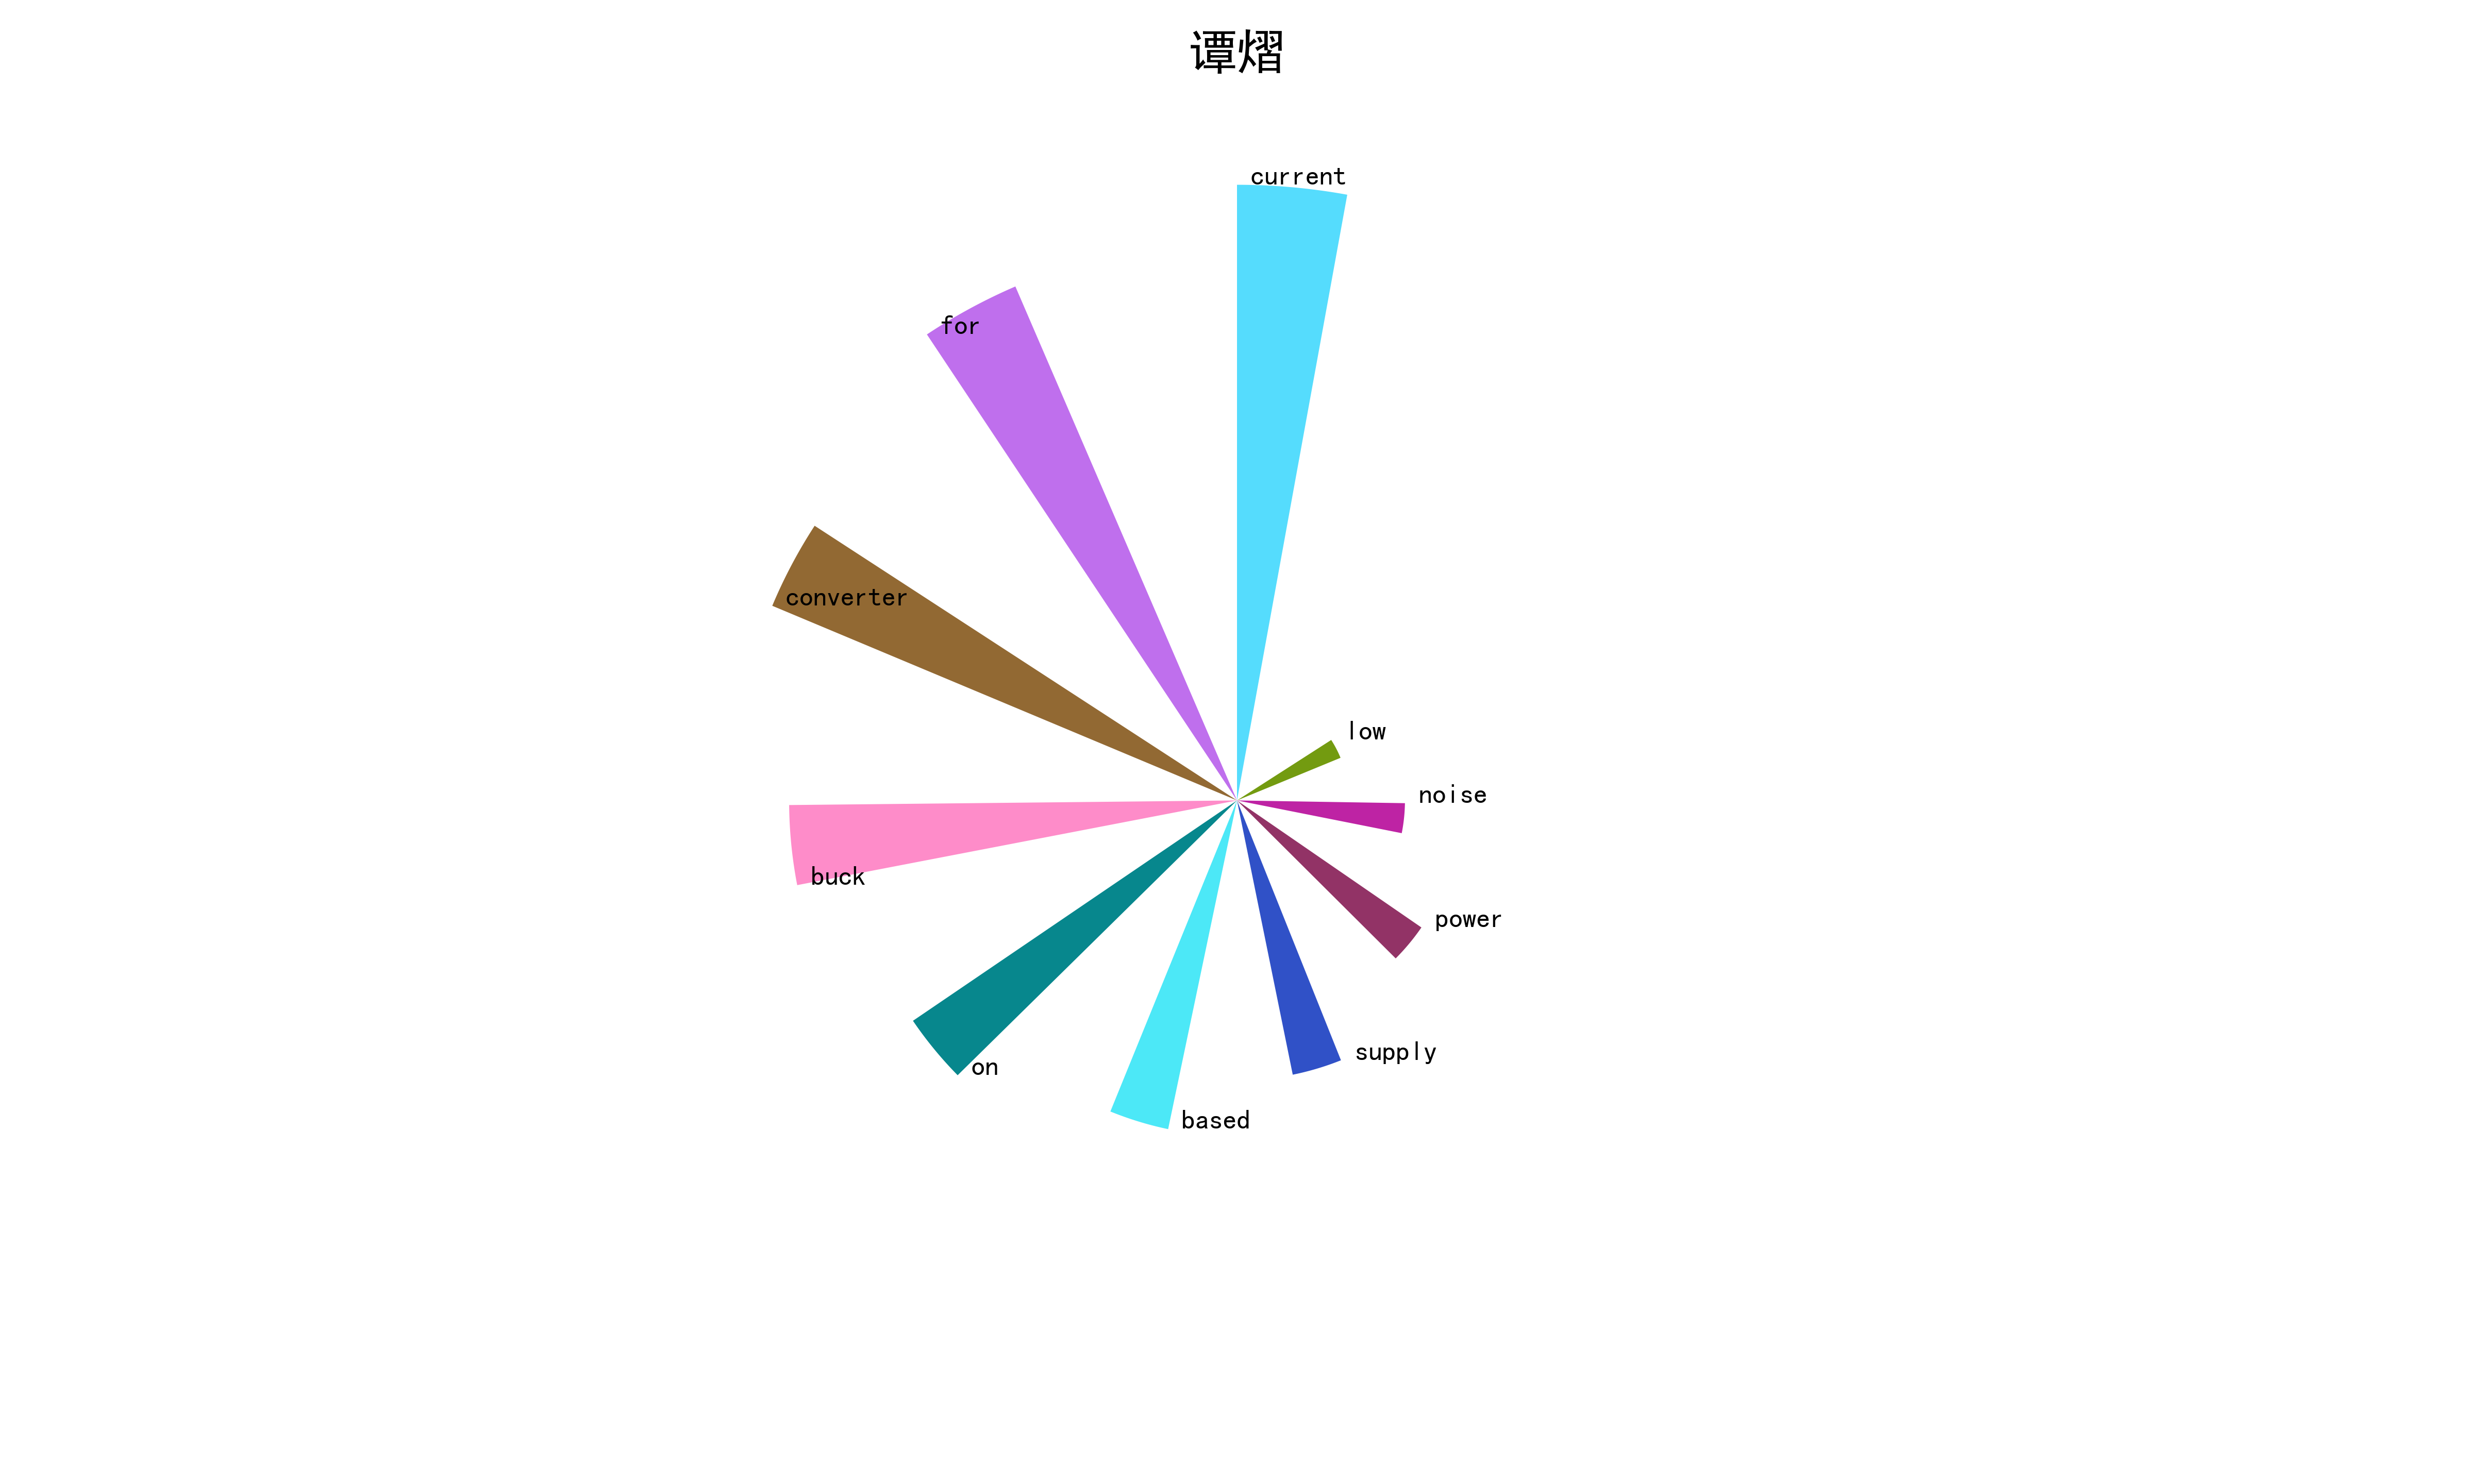 谭熠
current
for
converter
low
noise
buck
power
supply
on
based